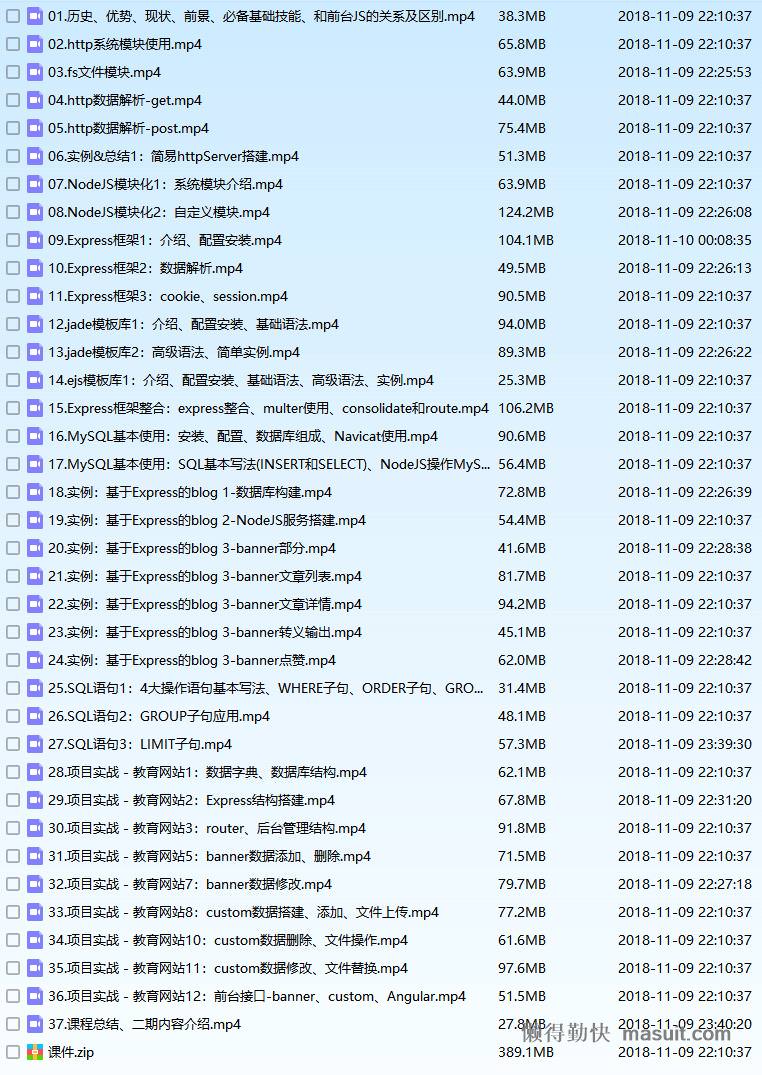 01.历史、优势、现状、前景、必备基础技能、和前台JS的关系及区别.mp4 38.3MB 2018-11-09 22:10:37
02.http系统模块使用.mp4 65.8MB 2018-11-09 22:10:37
03.fs文件模块.mp4 63.9MB 2018-11-09 22:25:53
04.http数据解析-get.mp4 44.0MB 2018-11-09 22:10:37
05.http数据解析-post.mp4 75.4MB 2018-11-09 22:10:37
06.实例&总结1：简易httpServer搭建.mp4 51.3MB 2018-11-09 22:10:37
07.NodeJS模块化1：系统模块介绍.mp4 63.9MB 2018-11-09 22:10:37
08.NodeJS模块化2：自定义模块.mp4 124.2MB 2018-11-09 22:26:08
09.Express框架1：介绍、配置安装.mp4 104.1MB 2018-11-10 00:08:35
10.Express框架2：数据解析.mp4 49.5MB 2018-11-09 22:26:13
11.Express框架3：cookie、session.mp4 90.5MB 2018-11-09 22:10:37
12.jade模板库1：介绍、配置安装、基础语法.mp4 94.0MB 2018-11-09 22:10:37
13.jade模板库2：高级语法、简单实例.mp4 89.3MB 2018-11-09 22:26:22
14.ejs模板库1：介绍、配置安装、基础语法、高级语法、实例.mp4 25.3MB 2018-11-09 22:10:37
15.Express框架整合：express整合、multer使用、consolidate和route.mp4 106.2MB 2018-11-09 22:10:37
16.MySQL基本使用：安装、配置、数据库组成、Navicat使用.mp4 90.6MB 2018-11-09 22:10:37
17.MySQL基本使用：SQL基本写法(INSERT和SELECT)、NodeJS操作MyS... 56.4MB 2018-11-09 22:10:37
18.实例：基于Express的blog 1-数据库构建.mp4 72.8MB 2018-11-09 22:26:39
19.实例：基于Express的blog 2-NodeJS服务搭建.mp4 54.4MB 2018-11-09 22:10:37
20.实例：基于Express的blog 3-banner部分.mp4 41.6MB 2018-11-09 22:28:38
21.实例：基于Express的blog 3-banner文章列表.mp4 81.7MB 2018-11-09 22:10:37
22.实例：基于Express的blog 3-banner文章详情.mp4 94.2MB 2018-11-09 22:10:37
23.实例：基于Express的blog 3-banner转义输出.mp4 45.1MB 2018-11-09 22:10:37
24.实例：基于Express的blog 3-banner点赞.mp4 62.0MB 2018-11-09 22:28:42
25.SQL语句1：4大操作语句基本写法、WHERE子句、ORDER子句、GRO... 31.4MB 2018-11-09 22:10:37
26.SQL语句2：GROUP子句应用.mp4 48.1MB 2018-11-09 22:10:37
27.SQL语句3：LIMIT子句.mp4 57.3MB 2018-11-09 23:39:30
28.项目实战 - 教育网站1：数据字典、数据库结构.mp4 62.1MB 2018-11-09 22:10:37
29.项目实战 - 教育网站2：Express结构搭建.mp4 67.8MB 2018-11-09 22:31:20
30.项目实战 - 教育网站3：router、后台管理结构.mp4 91.8MB 2018-11-09 22:10:37
31.项目实战 - 教育网站5：banner数据添加、删除.mp4 71.5MB 2018-11-09 22:10:37
32.项目实战 - 教育网站7：banner数据修改.mp4 79.7MB 2018-11-09 22:27:18
33.项目实战 - 教育网站8：custom数据搭建、添加、文件上传.mp4 77.2MB 2018-11-09 22:10:37
34.项目实战 - 教育网站10：custom数据删除、文件操作.mp4 61.6MB 2018-11-09 22:10:37
35.项目实战 - 教育网站11：custom数据修改、文件替换.mp4 97.6MB 2018-11-09 22:10:37
36.项目实战 - 教育网站12：前台接口-banner、custom、Angular.mp4 51.5MB 2018-11-09 22:10:37
37.课程总结、二期内容介绍.mp4 27.8MB 2018-11-09 23:40:20
懒得勤快 masuit.com
课件.zip 389.1MB 2018-11-09 22:10:37